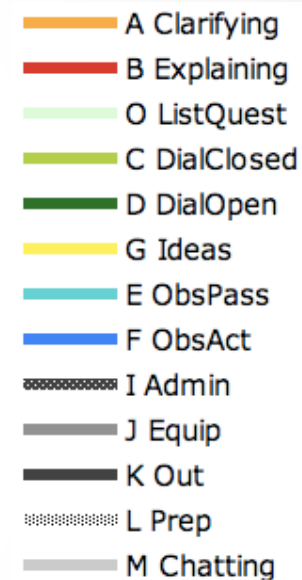 A Clarifying
B Explaining
O ListQuest
C DialClosed
D DialOpen
G Ideas
E ObsPass
F ObsAct
I Admin
J Equip
K Out
L Prep
M Chatting